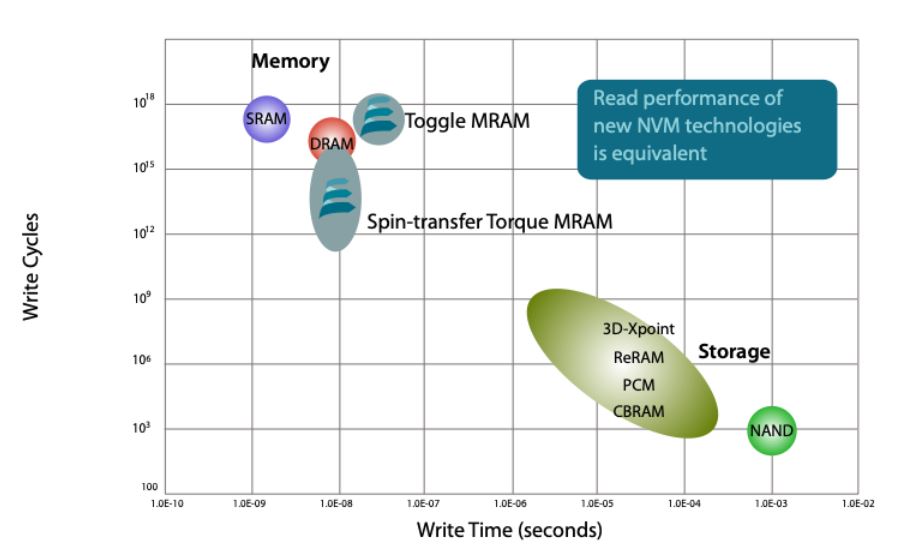 Memory
Read performance of
new NVM technologies
is equivalent
10^18
SRAM
Toggle MRAM
DRAM
10^15
Spin-transfer Torque MRAM
10^12
Write Cycles
10^9
3D-Xpoint
Storage
ReRAM
10^6
PCM
CBRAM
10^3
NAND
100
1.0E-10 1.0E-09 1.0E-08 1.0E-07 1.0E-06 1.0E-05 1.0E-04 1.0E-03 1.0E-02
Write Time (seconds)